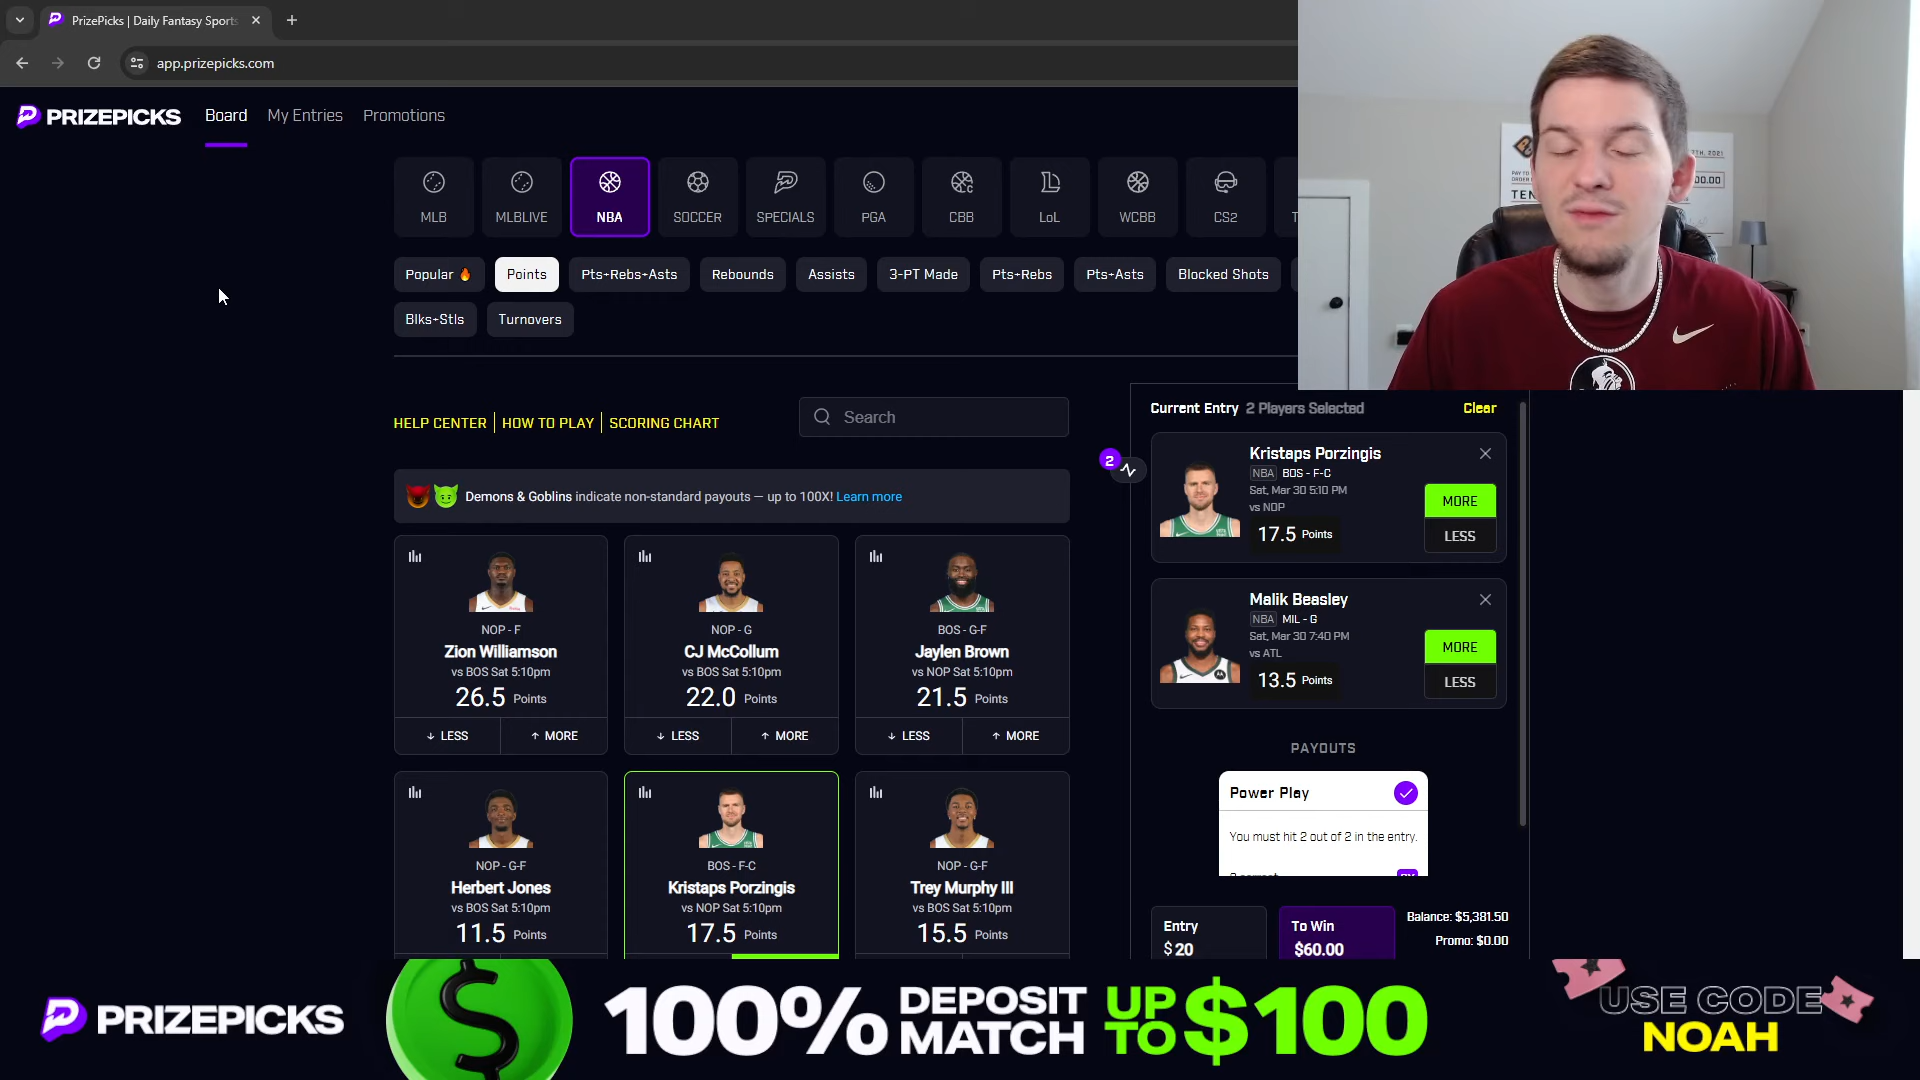 PrizePicks | Daily Fantasy Sports
app.prizepicks.com
PRIZEPICKS
Board
My Entries
Promotions
MLB
MLBLIVE
NBA
SOCCER
SPECIALS
PGA
CBB
LoL
WCBB
CS2
T
Popular 🔥
Points
Pts+Rebs+Asts
Rebounds
Assists
3-PT Made
Pts+Rebs
Pts+Asts
Blocked Shots
Blks+Stls
Turnovers
HELP CENTER
HOW TO PLAY
SCORING CHART
Search
Demons & Goblins indicate non-standard payouts — up to 100X! Learn more
NOP - F
Zion Williamson
vs BOS Sat 5:10pm
26.5 Points
↓ LESS
↑ MORE
NOP - G
CJ McCollum
vs BOS Sat 5:10pm
22.0 Points
↓ LESS
↑ MORE
BOS - G-F
Jaylen Brown
vs NOP Sat 5:10pm
21.5 Points
↓ LESS
↑ MORE
NOP - G-F
Herbert Jones
vs BOS Sat 5:10pm
11.5 Points
BOS - F-C
Kristaps Porzingis
vs NOP Sat 5:10pm
17.5 Points
NOP - G-F
Trey Murphy III
vs BOS Sat 5:10pm
15.5 Points
Current Entry 2 Players Selected
Clear
2
Kristaps Porzingis
NBA BOS - F-C
Sat, Mar 30 5:10 PM
vs NOP
17.5 Points
MORE
LESS
Malik Beasley
NBA MIL - G
Sat, Mar 30 7:40 PM
vs ATL
13.5 Points
MORE
LESS
PAYOUTS
Power Play
You must hit 2 out of 2 in the entry.
Entry
$ 20
To Win
$60.00
Balance: $5,381.50
Promo: $0.00
7TH, 2021
00.00
TEN
PRIZEPICKS
100% DEPOSIT MATCH UP TO $100
USE CODE
NOAH